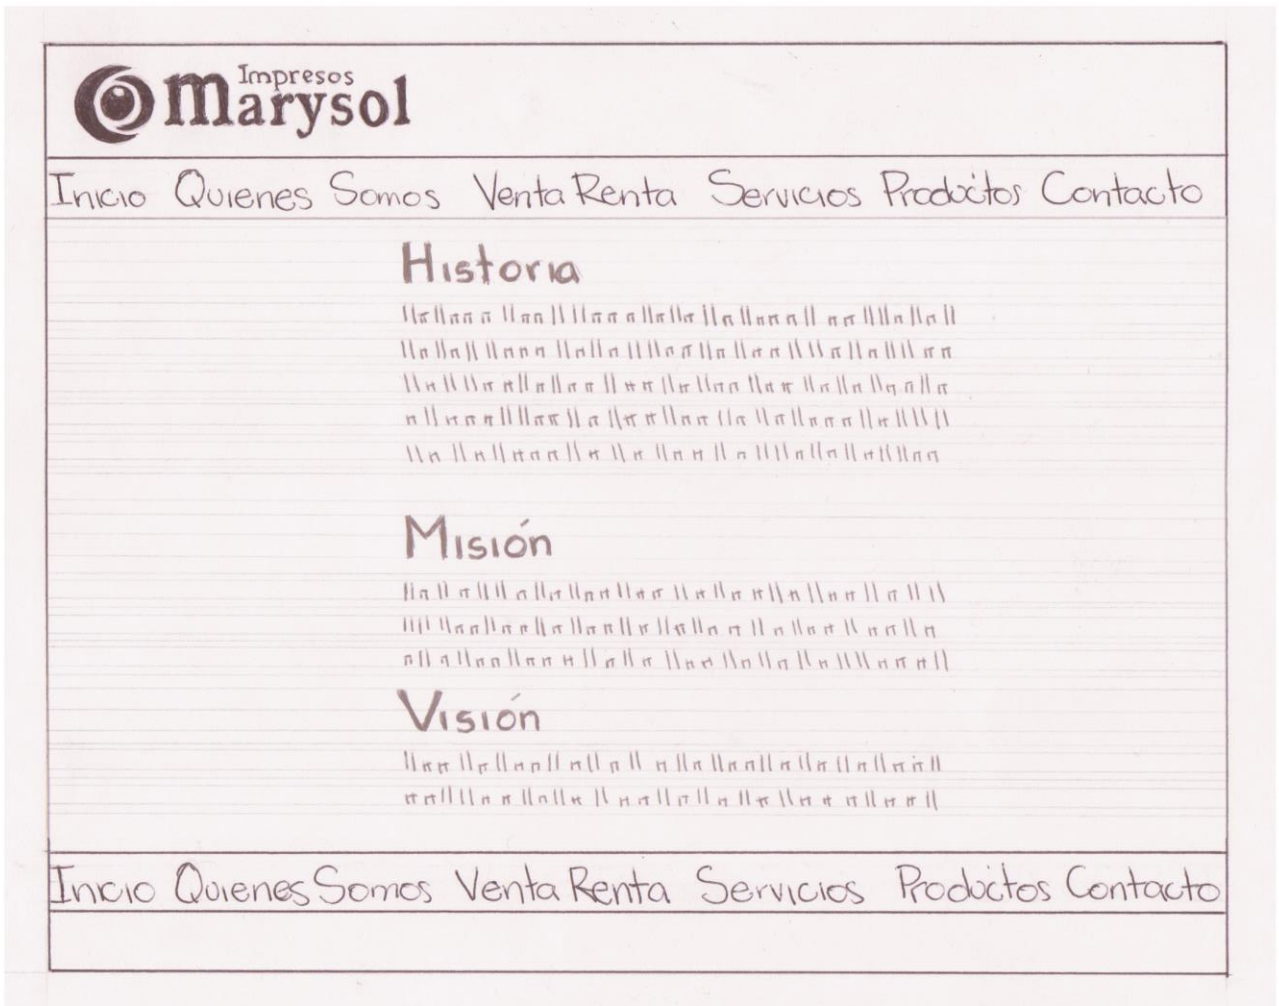 Impresos
Marysol
Inicio Quienes Somos Venta Renta Servicios Productos Contacto
Historia
Misión
Visión
Inicio Quienes Somos Venta Renta Servicios Productos Contacto